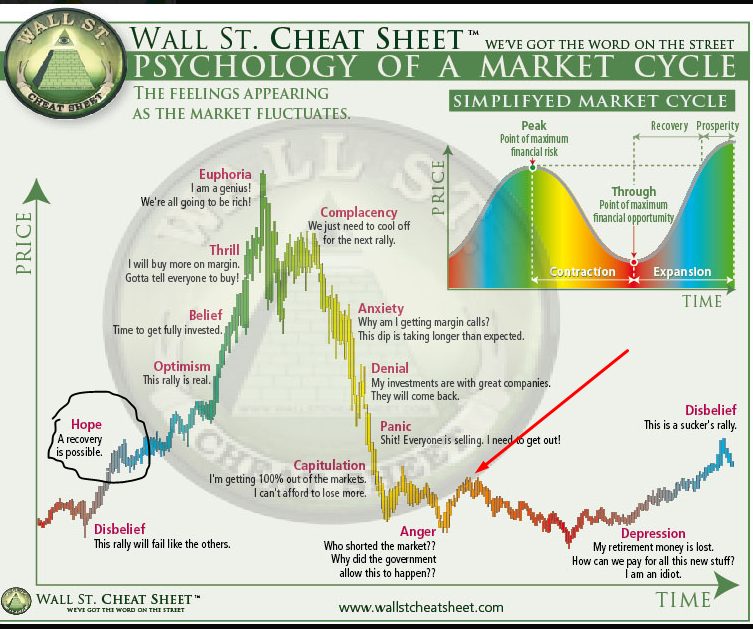 WALL ST.
CHEAT SHEET
WALL ST. CHEAT SHEET™ WE'VE GOT THE WORD ON THE STREET
PSYCHOLOGY OF A MARKET CYCLE
THE FEELINGS APPEARING
AS THE MARKET FLUCTUATES.
SIMPLIFYED MARKET CYCLE
Peak
Point of maximum
financial risk
Recovery Prosperity
Through
Point of maximum
financial opportunity
Contraction Expansion
PRICE
TIME
PRICE
Euphoria
I am a genius!
We're all going to be rich!
Complacency
We just need to cool off
for the next rally.
Thrill
I will buy more on margin.
Gotta tell everyone to buy!
Belief
Time to get fully invested.
Anxiety
Why am I getting margin calls?
This dip is taking longer than expected.
Optimism
This rally is real.
Denial
My investments are with great companies.
They will come back.
Hope
A recovery
is possible.
Panic
Shit! Everyone is selling. I need to get out!
Disbelief
This is a sucker's rally.
Capitulation
I'm getting 100% out of the markets.
I can't afford to lose more.
Disbelief
This rally will fail like the others.
Anger
Who shorted the market??
Why did the government
allow this to happen??
Depression
My retirement money is lost.
How can we pay for all this new stuff?
I am an idiot.
WALL ST. CHEAT SHEET™
WE'VE GOT THE WORD ON THE STREET
www.wallstcheatsheet.com
TIME
WALL ST.
CHEAT SHEET